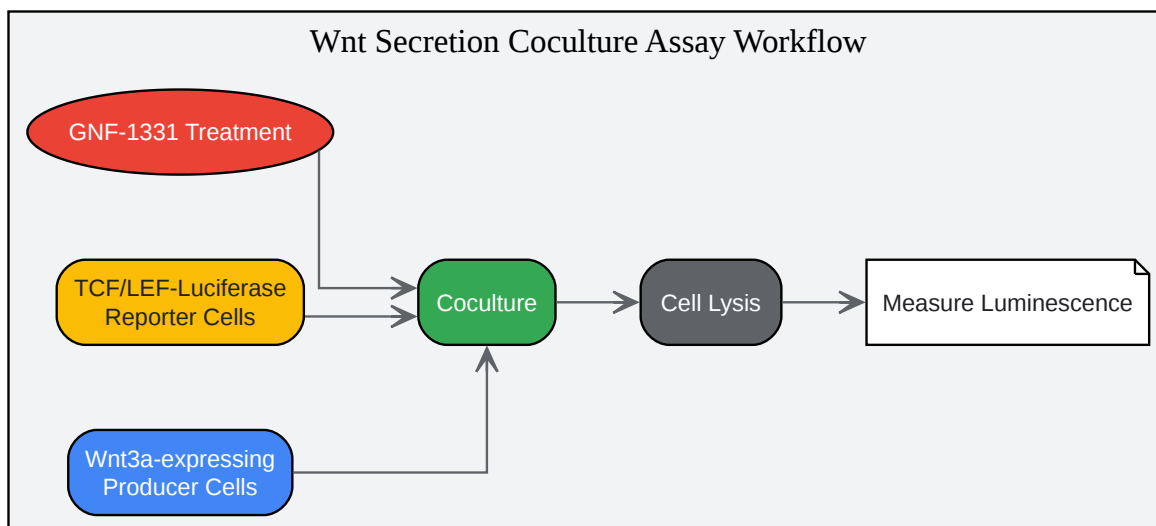 Wnt Secretion Coculture Assay Workflow
GNF-1331 Treatment
TCF/LEF-Luciferase
Reporter Cells
Coculture
Cell Lysis
Measure Luminescence
Wnt3a-expressing
Producer Cells